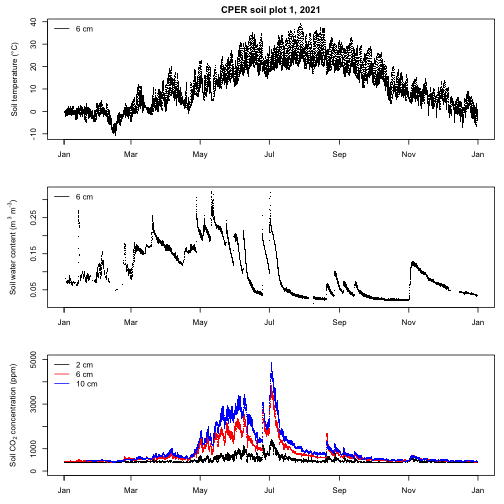 CPER soil plot 1, 2021
Soil temperature (°C)
40
30
20
10
0
-10
6 cm
Jan Mar May Jul Sep Nov Jan
Soil water content (m³ m⁻³)
0.25
0.15
0.05
6 cm
Jan Mar May Jul Sep Nov Jan
Soil CO₂ concentration (ppm)
5000
3000
1000
0
2 cm
6 cm
10 cm
Jan Mar May Jul Sep Nov Jan